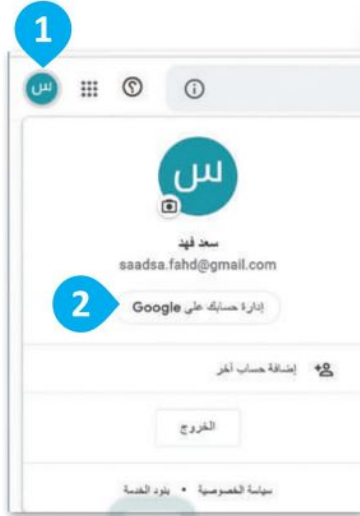 1
س
س
سعد فهد
saadsa.fahd@gmail.com
2
إدارة حسابك على Google
إضافة حساب آخر
الخروج
سياسة الخصوصية • بنود الخدمة